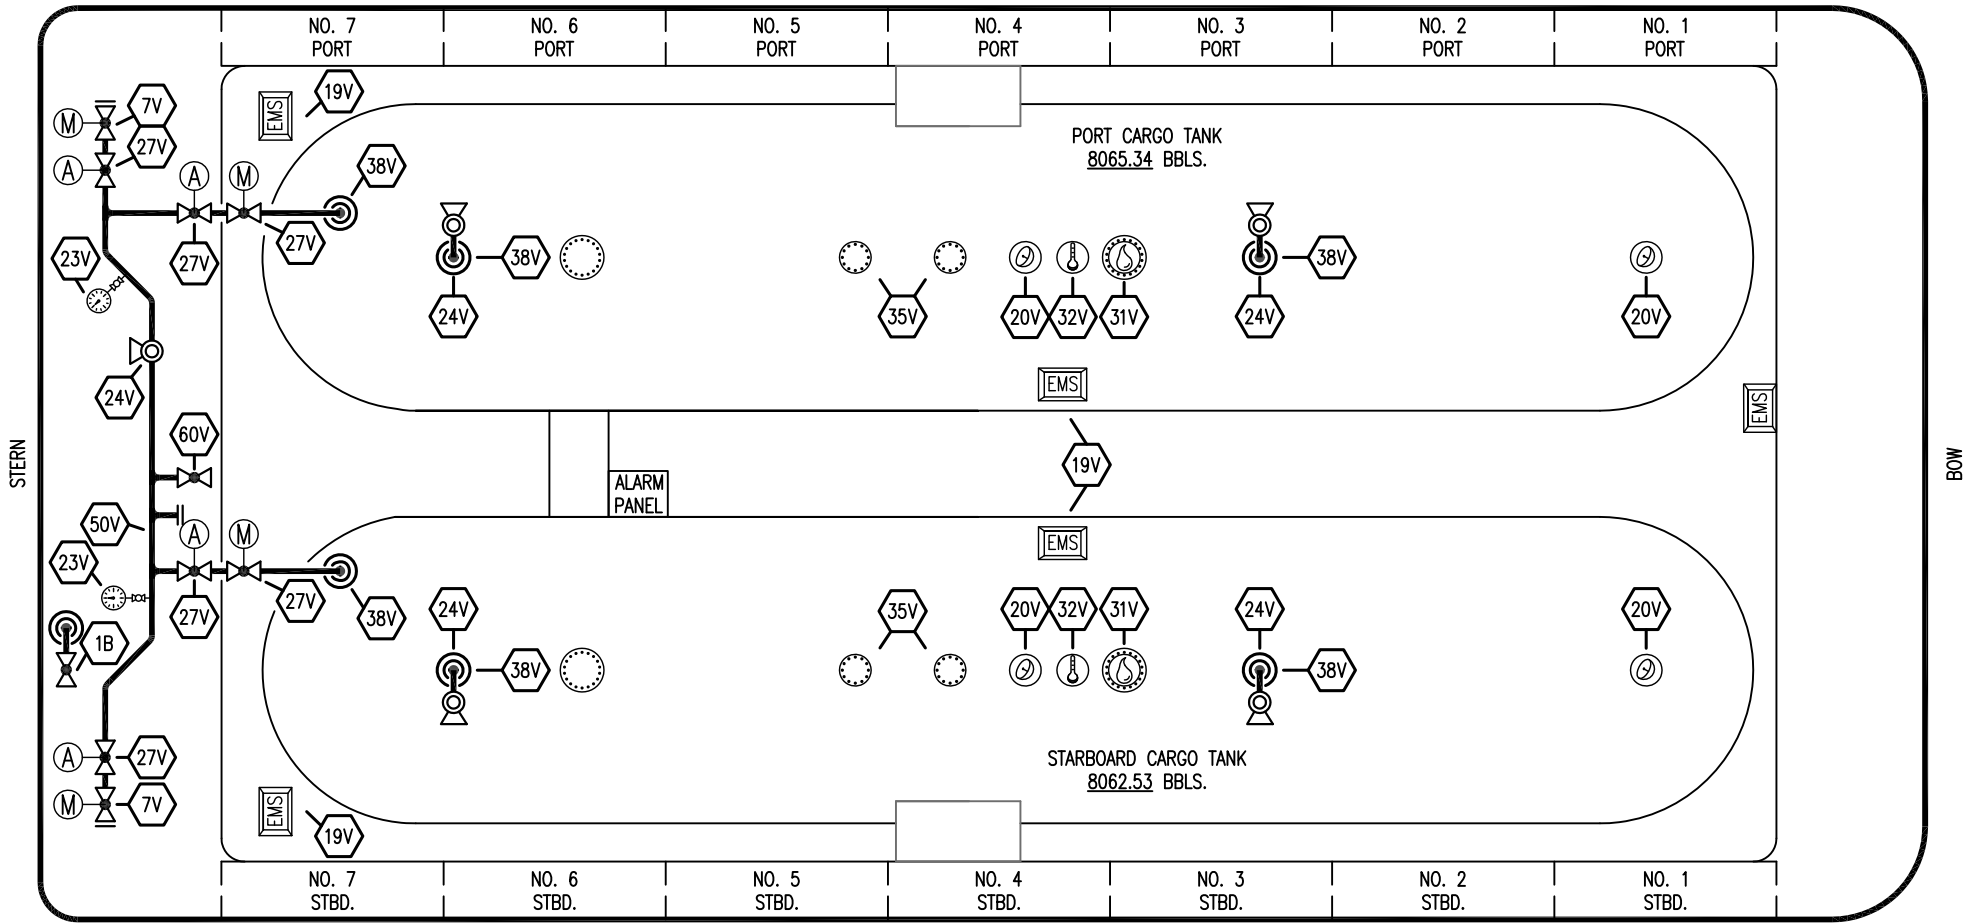 NO. 7
PORT
NO. 6
PORT
NO. 5
PORT
NO. 4
PORT
NO. 3
PORT
NO. 2
PORT
NO. 1
PORT
EMS
19V
M
7V
A
27V
38V
PORT CARGO TANK
8065.34 BBLS.
A
M
27V
27V
23V
38V
24V
35V
20V
32V
31V
38V
24V
20V
24V
EMS
EMS
60V
19V
STERN
BOW
ALARM
PANEL
50V
A
M
EMS
23V
27V
27V
38V
1B
24V
38V
35V
20V
32V
31V
24V
38V
20V
A
27V
M
7V
STARBOARD CARGO TANK
8062.53 BBLS.
EMS
19V
NO. 7
STBD.
NO. 6
STBD.
NO. 5
STBD.
NO. 4
STBD.
NO. 3
STBD.
NO. 2
STBD.
NO. 1
STBD.